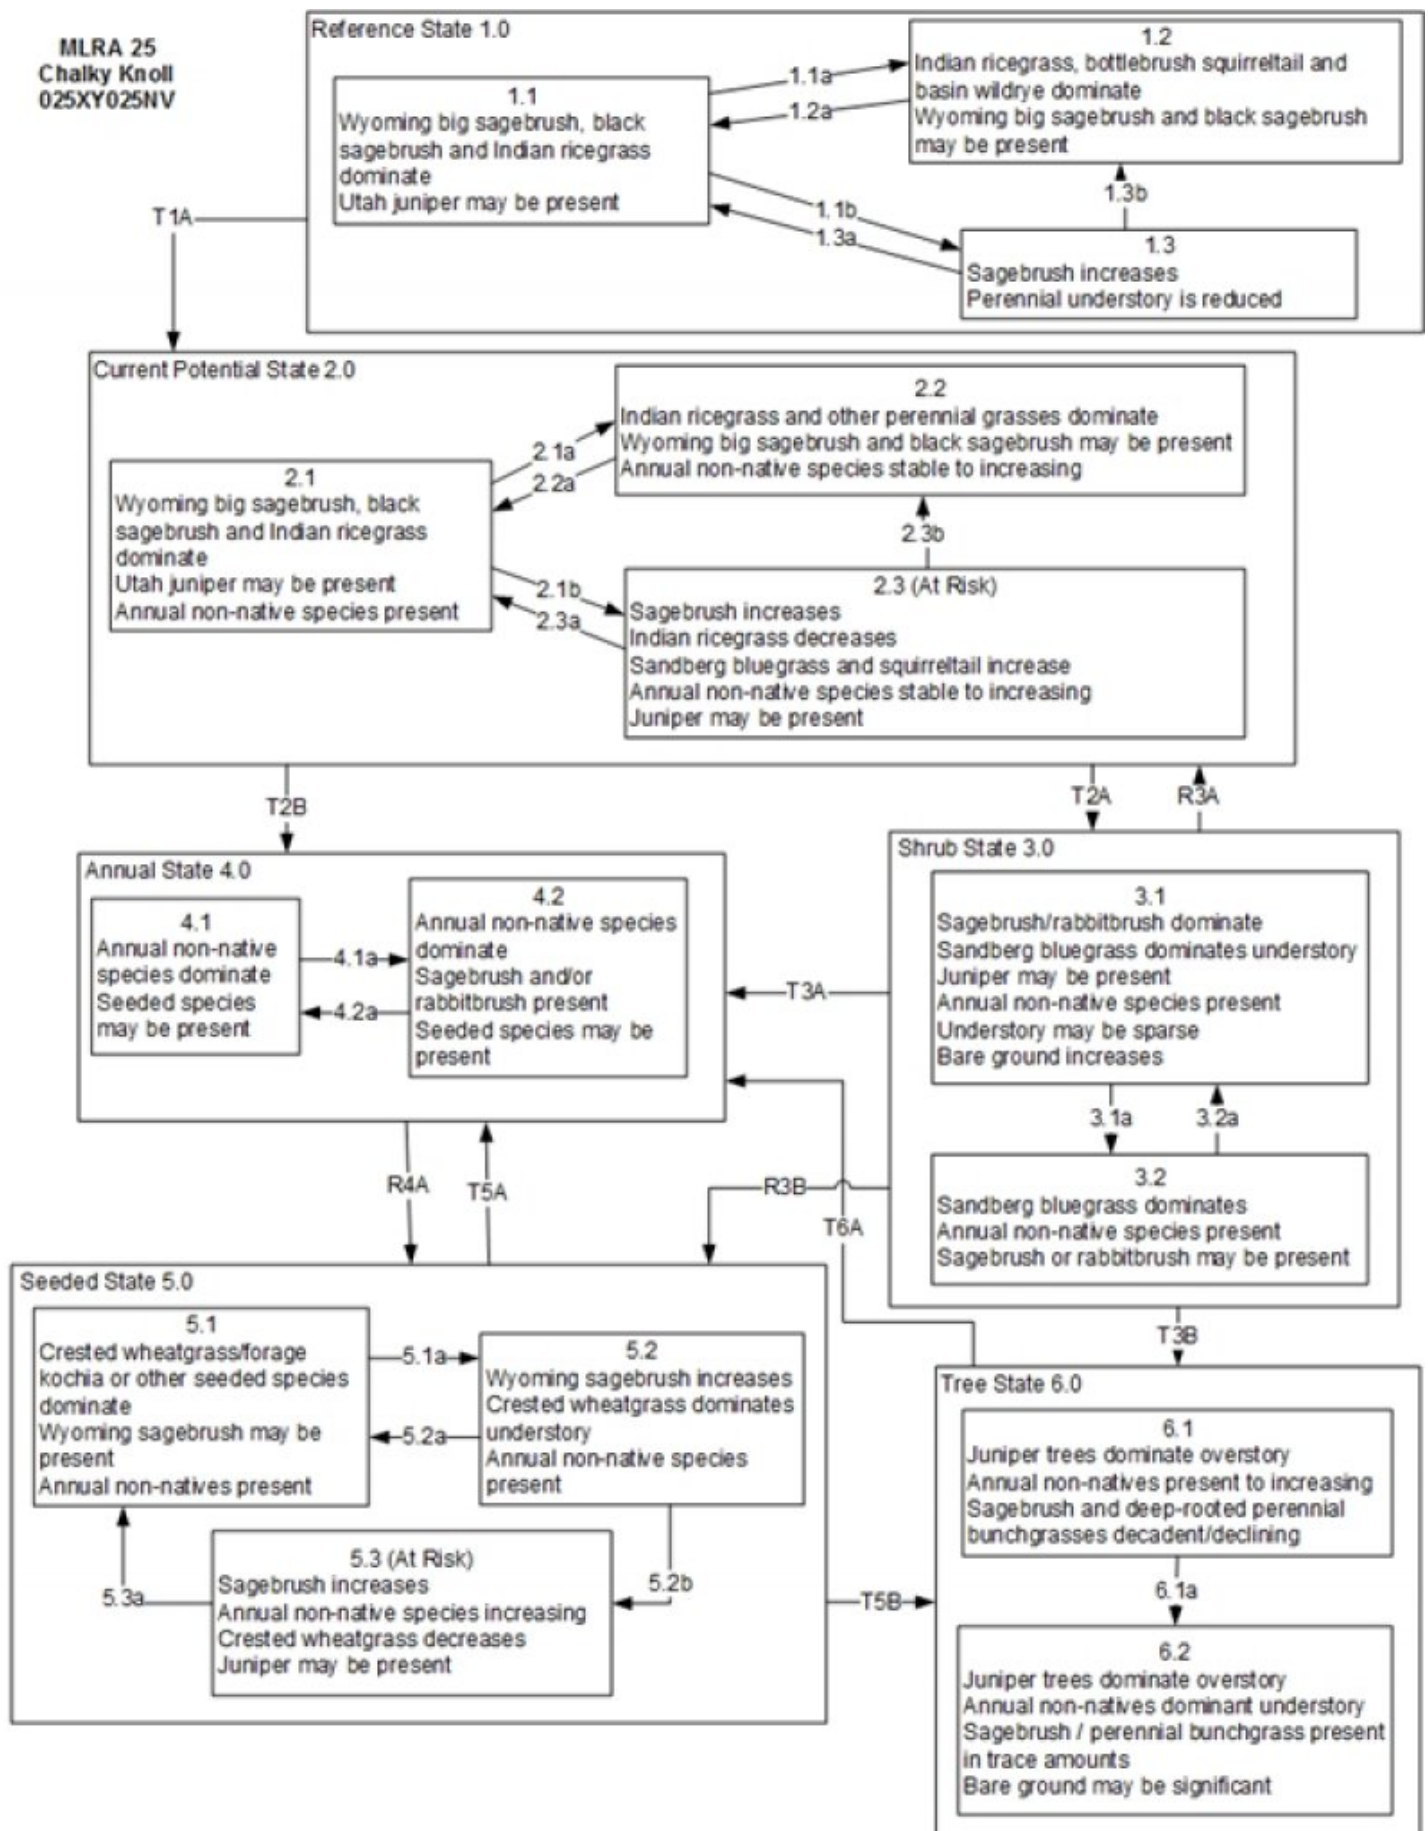 MLRA 25
Chalky Knoll
025XY025NV
Reference State 1.0
1.1
Wyoming big sagebrush, black
sagebrush and Indian ricegrass
dominate
Utah juniper may be present
1.1a
1.2a
1.2
Indian ricegrass, bottlebrush squirreltail and
basin wildrye dominate
Wyoming big sagebrush and black sagebrush
may be present
1.1b
1.3a
1.3b
1.3
Sagebrush increases
Perennial understory is reduced
T1A
Current Potential State 2.0
2.1
Wyoming big sagebrush, black
sagebrush and Indian ricegrass
dominate
Utah juniper may be present
Annual non-native species present
2.1a
2.2a
2.2
Indian ricegrass and other perennial grasses dominate
Wyoming big sagebrush and black sagebrush may be present
Annual non-native species stable to increasing
2.3b
2.1b
2.3a
2.3 (At Risk)
Sagebrush increases
Indian ricegrass decreases
Sandberg bluegrass and squirreltail increase
Annual non-native species stable to increasing
Juniper may be present
T2B
T2A
R3A
Annual State 4.0
4.1
Annual non-native
species dominate
Seeded species
may be present
4.1a
4.2a
4.2
Annual non-native species
dominate
Sagebrush and/or
rabbitbrush present
Seeded species may be
present
T3A
Shrub State 3.0
3.1
Sagebrush/rabbitbrush dominate
Sandberg bluegrass dominates understory
Juniper may be present
Annual non-native species present
Understory may be sparse
Bare ground increases
3.1a
3.2a
3.2
Sandberg bluegrass dominates
Annual non-native species present
Sagebrush or rabbitbrush may be present
R4A
T5A
R3B
T6A
T3B
Seeded State 5.0
5.1
Crested wheatgrass/forage
kochia or other seeded species
dominate
Wyoming sagebrush may be
present
Annual non-natives present
5.1a
5.2a
5.2
Wyoming sagebrush increases
Crested wheatgrass dominates
understory
Annual non-native species
present
5.3a
5.3 (At Risk)
Sagebrush increases
Annual non-native species increasing
Crested wheatgrass decreases
Juniper may be present
5.2b
T5B
Tree State 6.0
6.1
Juniper trees dominate overstory
Annual non-natives present to increasing
Sagebrush and deep-rooted perennial
bunchgrasses decadent/declining
6.1a
6.2
Juniper trees dominate overstory
Annual non-natives dominant understory
Sagebrush / perennial bunchgrass present
in trace amounts
Bare ground may be significant